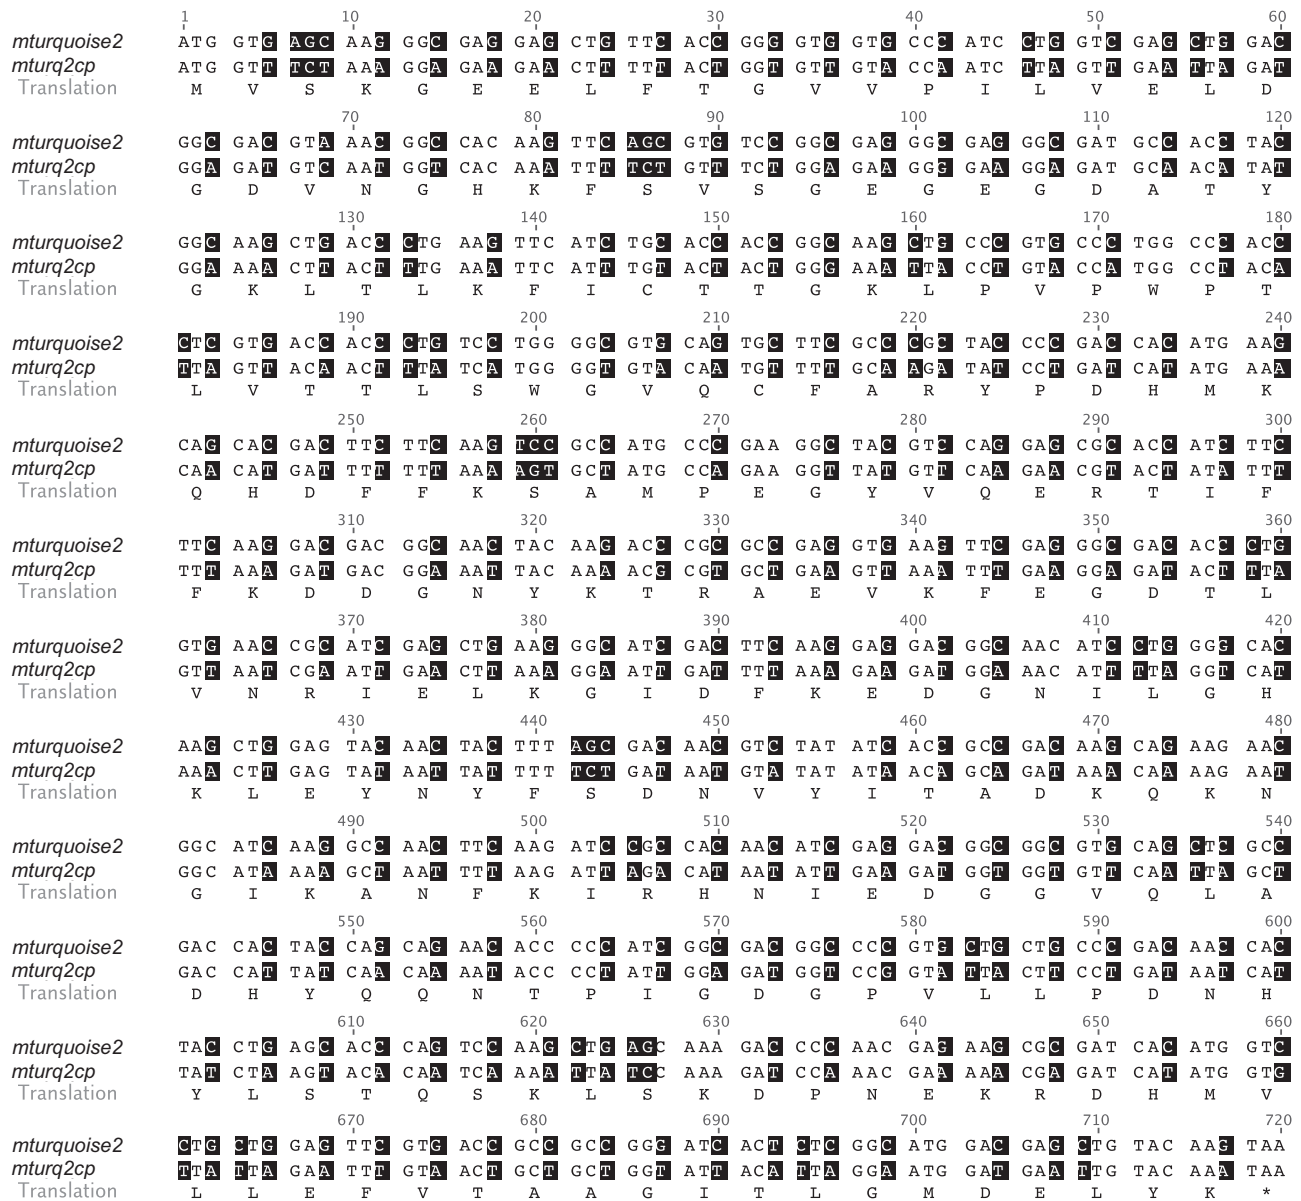 1 10 20 30 40 50 60
mturquoise2 ATG GTG AGC AAG GGC GAG GAG CTG TTC ACC GGG GTG GTG CCC ATC CTG GTC GAG CTG GAC
mturq2cp ATG GTT TCT AAA GGA GAA GAA CTT TTT ACT GGT GTT GTA CCA ATC TTA GTT GAA TTA GAT
Translation M V S K G E E L F T G V V P I L V E L D
70 80 90 100 110 120
mturquoise2 GGC GAC GTA AAC GGC CAC AAG TTC AGC GTG TCC GGC GAG GGC GAG GGC GAT GCC ACC TAC
mturq2cp GGA GAT GTC AAT GGT CAC AAA TTT TCT GTT TCT GGA GAA GGG GAA GGA GAT GCA ACA TAT
Translation G D V N G H K F S V S G E G E G D A T Y
130 140 150 160 170 180
mturquoise2 GGC AAG CTG ACC CTG AAG TTC ATC TGC ACC ACC GGC AAG CTG CCC GTG CCC TGG CCC ACC
mturq2cp GGA AAA CTT ACT TTG AAA TTC ATT TGT ACT ACT GGG AAA TTA CCT GTA CCA TGG CCT ACA
Translation G K L T L K F I C T T G K L P V P W P T
190 200 210 220 230 240
mturquoise2 CTC GTG ACC ACC CTG TCC TGG GGC GTG CAG TGC TTC GCC CGC TAC CCC GAC CAC ATG AAG
mturq2cp TTA GTT ACA ACT TTA TCA TGG GGT GTA CAA TGT TTT GCA AGA TAT CCT GAT CAT ATG AAA
Translation L V T T L S W G V Q C F A R Y P D H M K
250 260 270 280 290 300
mturquoise2 CAG CAC GAC TTC TTC AAG TCC GCC ATG CCC GAA GGC TAC GTC CAG GAG CGC ACC ATC TTC
mturq2cp CAA CAT GAT TTT TTT AAA AGT GCT ATG CCA GAA GGT TAT GTT CAA GAA CGT ACT ATA TTT
Translation Q H D F F K S A M P E G Y V Q E R T I F
310 320 330 340 350 360
mturquoise2 TTC AAG GAC GAC GGC AAC TAC AAG ACC CGC GCC GAG GTG AAG TTC GAG GGC GAC ACC CTG
mturq2cp TTT AAA GAT GAC GGA AAT TAC AAA ACG CGT GCT GAA GTT AAA TTT GAA GGA GAT ACT TTA
Translation F K D D G N Y K T R A E V K F E G D T L
370 380 390 400 410 420
mturquoise2 GTG AAC CGC ATC GAG CTG AAG GGC ATC GAC TTC AAG GAG GAC GGC AAC ATC CTG GGG CAC
mturq2cp GTT AAT CGA ATT GAA CTT AAA GGA ATT GAT TTT AAA GAA GAT GGA AAC ATT TTA GGT CAT
Translation V N R I E L K G I D F K E D G N I L G H
430 440 450 460 470 480
mturquoise2 AAG CTG GAG TAC AAC TAC TTT AGC GAC AAC GTC TAT ATC ACC GCC GAC AAG CAG AAG AAC
mturq2cp AAA CTT GAG TAT AAT TAT TTT TCT GAT AAT GTA TAT ATA ACA GCA GAT AAA CAA AAG AAT
Translation K L E Y N Y F S D N V Y I T A D K Q K N
490 500 510 520 530 540
mturquoise2 GGC ATC AAG GCC AAC TTC AAG ATC CGC CAC AAC ATC GAG GAC GGC GGC GTG CAG CTC GCC
mturq2cp GGC ATA AAA GCT AAT TTT AAG ATT AGA CAT AAT ATT GAA GAT GGT GGT GTT CAA TTA GCT
Translation G I K A N F K I R H N I E D G G V Q L A
550 560 570 580 590 600
mturquoise2 GAC CAC TAC CAG CAG AAC ACC CCC ATC GGC GAC GGC CCC GTG CTG CTG CCC GAC AAC CAC
mturq2cp GAC CAT TAT CAA CAA AAT ACC CCT ATT GGA GAT GGT CCG GTA TTA CTT CCT GAT AAT CAT
Translation D H Y Q Q N T P I G D G P V L L P D N H
610 620 630 640 650 660
mturquoise2 TAC CTG AGC ACC CAG TCC AAG CTG AGC AAA GAC CCC AAC GAG AAG CGC GAT CAC ATG GTC
mturq2cp TAT CTA AGT ACA CAA TCA AAA TTA TCC AAA GAT CCA AAC GAA AAA CGA GAT CAT ATG GTG
Translation Y L S T Q S K L S K D P N E K R D H M V
670 680 690 700 710 720
mturquoise2 CTG CTG GAG TTC GTG ACC GCC GCC GGG ATC ACT CTC GGC ATG GAC GAG CTG TAC AAG TAA
mturq2cp TTA TTA GAA TTT GTA ACT GCT GCT GGT ATT ACA TTA GGA ATG GAT GAA TTG TAC AAA TAA
Translation L L E F V T A A G I T L G M D E L Y K *